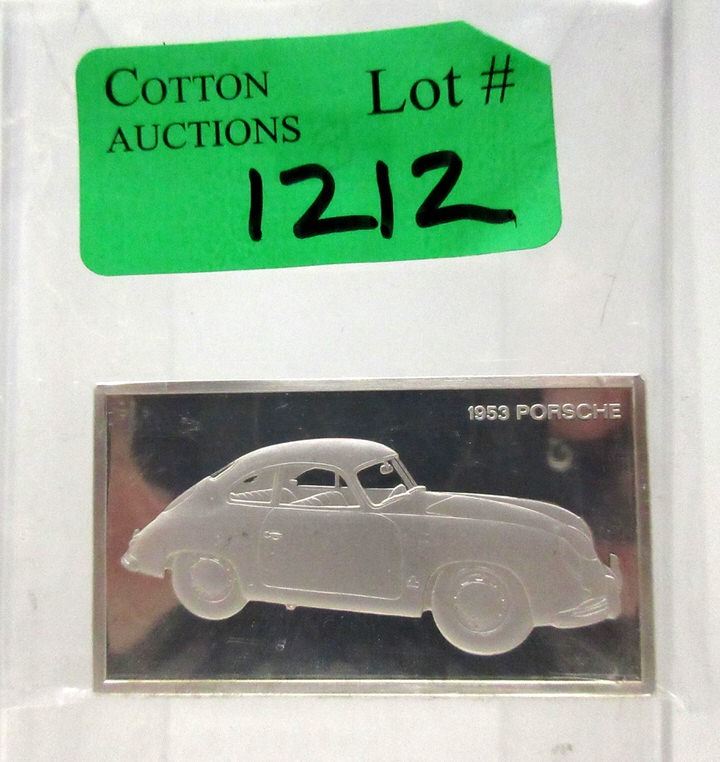 COTTON Lot #
AUCTIONS
1212
1953 PORSCHE